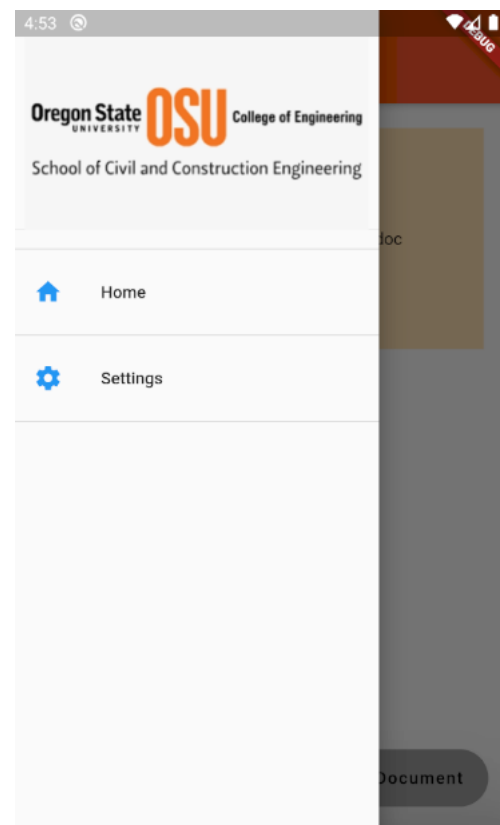 4:53
DEBUG
Oregon State
UNIVERSITY
OSU
College of Engineering
School of Civil and Construction Engineering
doc
Home
Settings
Document